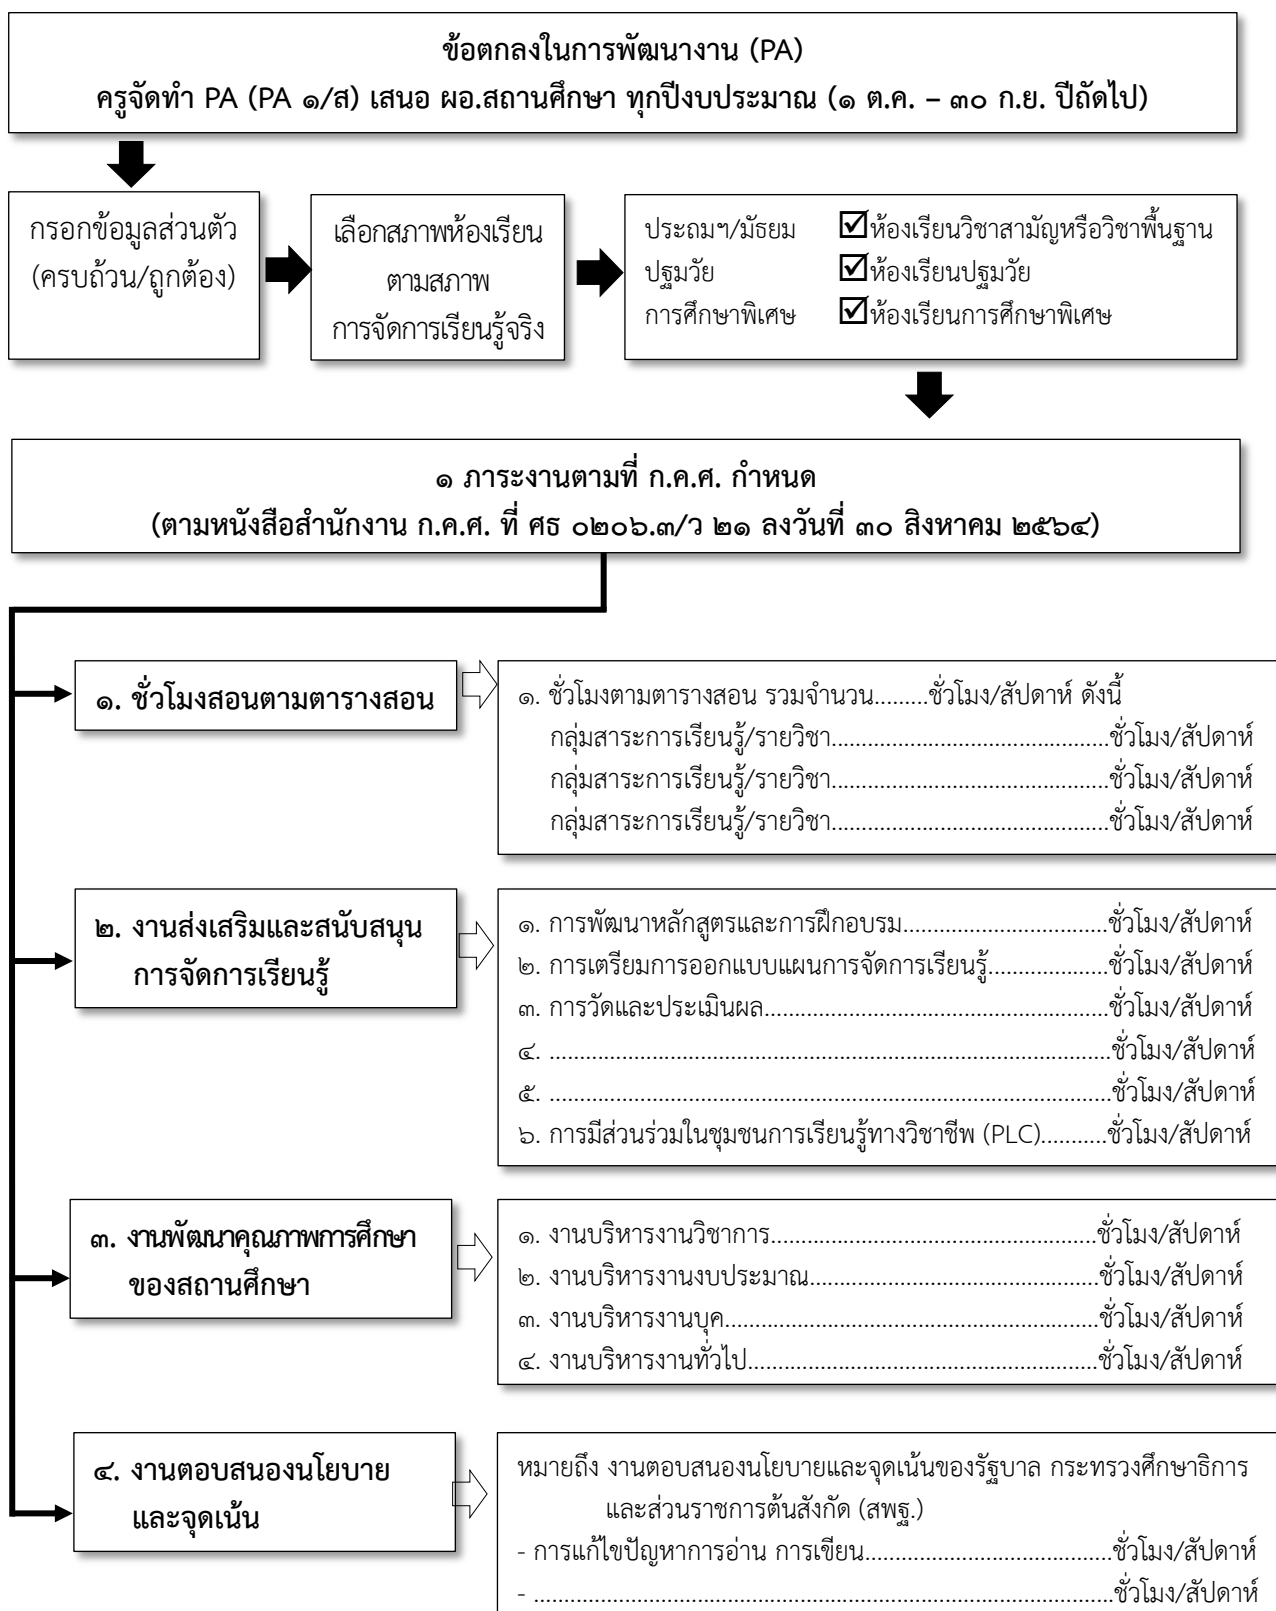 ข้อตกลงในการพัฒนางาน (PA)
ครูจัดทำ PA (PA ๑/ส) เสนอ ผอ.สถานศึกษา ทุกปีงบประมาณ (๑ ต.ค. – ๓๐ ก.ย. ปีถัดไป)
กรอกข้อมูลส่วนตัว
(ครบถ้วน/ถูกต้อง)
เลือกสภาพห้องเรียน
ตามสภาพ
การจัดการเรียนรู้จริง
ประถมฯ/มัธยม ☑ห้องเรียนวิชาสามัญหรือวิชาพื้นฐาน
ปฐมวัย ☑ห้องเรียนปฐมวัย
การศึกษาพิเศษ ☑ห้องเรียนการศึกษาพิเศษ
๑ ภาระงานตามที่ ก.ค.ศ. กำหนด
(ตามหนังสือสำนักงาน ก.ค.ศ. ที่ ศธ ๐๒๐๖.๓/ว ๒๑ ลงวันที่ ๓๐ สิงหาคม ๒๕๖๔)
๑. ชั่วโมงสอนตามตารางสอน
๑. ชั่วโมงตามตารางสอน รวมจำนวน.........ชั่วโมง/สัปดาห์ ดังนี้
กลุ่มสาระการเรียนรู้/รายวิชา..............................................ชั่วโมง/สัปดาห์
กลุ่มสาระการเรียนรู้/รายวิชา..............................................ชั่วโมง/สัปดาห์
กลุ่มสาระการเรียนรู้/รายวิชา..............................................ชั่วโมง/สัปดาห์
๒. งานส่งเสริมและสนับสนุน
การจัดการเรียนรู้
๑. การพัฒนาหลักสูตรและการฝึกอบรม..................................ชั่วโมง/สัปดาห์
๒. การเตรียมการออกแบบแผนการจัดการเรียนรู้...................ชั่วโมง/สัปดาห์
๓. การวัดและประเมินผล.........................................................ชั่วโมง/สัปดาห์
๔. .............................................................................................ชั่วโมง/สัปดาห์
๕. .............................................................................................ชั่วโมง/สัปดาห์
๖. การมีส่วนร่วมในชุมชนการเรียนรู้ทางวิชาชีพ (PLC)...........ชั่วโมง/สัปดาห์
๓. งานพัฒนาคุณภาพการศึกษา
ของสถานศึกษา
๑. งานบริหารงานวิชาการ......................................................ชั่วโมง/สัปดาห์
๒. งานบริหารงานงบประมาณ................................................ชั่วโมง/สัปดาห์
๓. งานบริหารงานบุค..............................................................ชั่วโมง/สัปดาห์
๔. งานบริหารงานทั่วไป..........................................................ชั่วโมง/สัปดาห์
๔. งานตอบสนองนโยบาย
และจุดเน้น
หมายถึง งานตอบสนองนโยบายและจุดเน้นของรัฐบาล กระทรวงศึกษาธิการ
และส่วนราชการต้นสังกัด (สพฐ.)
- การแก้ไขปัญหาการอ่าน การเขียน.........................................ชั่วโมง/สัปดาห์
- ................................................................................................ชั่วโมง/สัปดาห์